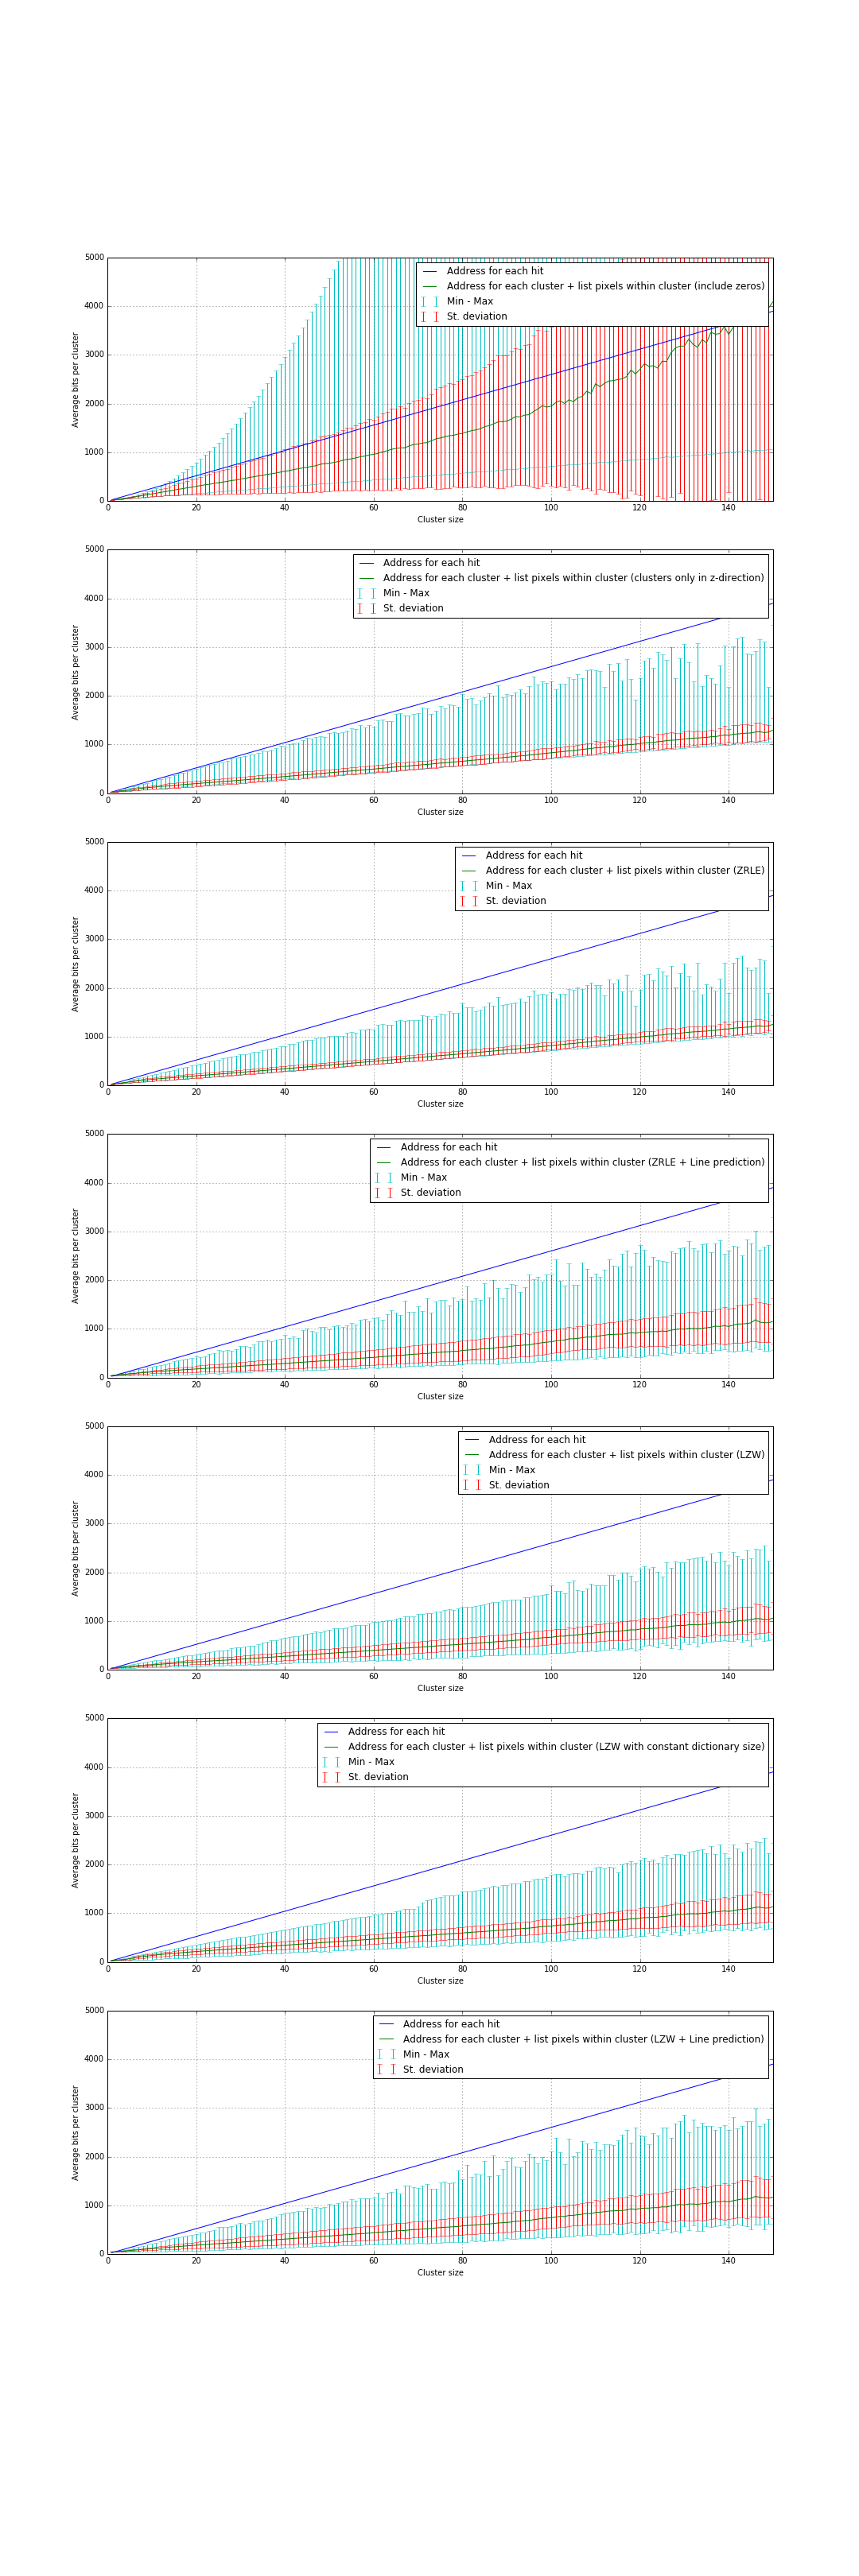 5000
4000
3000
2000
1000
0
Average bits per cluster
Address for each hit
Address for each cluster + list pixels within cluster (include zeros)
Min - Max
St. deviation
0 20 40 60 80 100 120 140
Cluster size
5000
4000
3000
2000
1000
0
Average bits per cluster
Address for each hit
Address for each cluster + list pixels within cluster (clusters only in z-direction)
Min - Max
St. deviation
0 20 40 60 80 100 120 140
Cluster size
5000
4000
3000
2000
1000
0
Average bits per cluster
Address for each hit
Address for each cluster + list pixels within cluster (ZRLE)
Min - Max
St. deviation
0 20 40 60 80 100 120 140
Cluster size
5000
4000
3000
2000
1000
0
Average bits per cluster
Address for each hit
Address for each cluster + list pixels within cluster (ZRLE + Line prediction)
Min - Max
St. deviation
0 20 40 60 80 100 120 140
Cluster size
5000
4000
3000
2000
1000
0
Average bits per cluster
Address for each hit
Address for each cluster + list pixels within cluster (LZW)
Min - Max
St. deviation
0 20 40 60 80 100 120 140
Cluster size
5000
4000
3000
2000
1000
0
Average bits per cluster
Address for each hit
Address for each cluster + list pixels within cluster (LZW with constant dictionary size)
Min - Max
St. deviation
0 20 40 60 80 100 120 140
Cluster size
5000
4000
3000
2000
1000
0
Average bits per cluster
Address for each hit
Address for each cluster + list pixels within cluster (LZW + Line prediction)
Min - Max
St. deviation
0 20 40 60 80 100 120 140
Cluster size